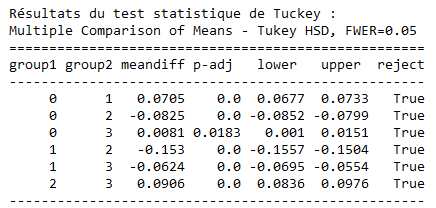 Résultats du test statistique de Tuckey :
Multiple Comparison of Means - Tukey HSD, FWER=0.05
====================================================
group1 group2 meandiff p-adj   lower   upper  reject
----------------------------------------------------
     0      1   0.0705    0.0  0.0677  0.0733   True
     0      2  -0.0825    0.0 -0.0852 -0.0799   True
     0      3   0.0081 0.0183   0.001  0.0151   True
     1      2   -0.153    0.0 -0.1557 -0.1504   True
     1      3  -0.0624    0.0 -0.0695 -0.0554   True
     2      3   0.0906    0.0  0.0836  0.0976   True
----------------------------------------------------